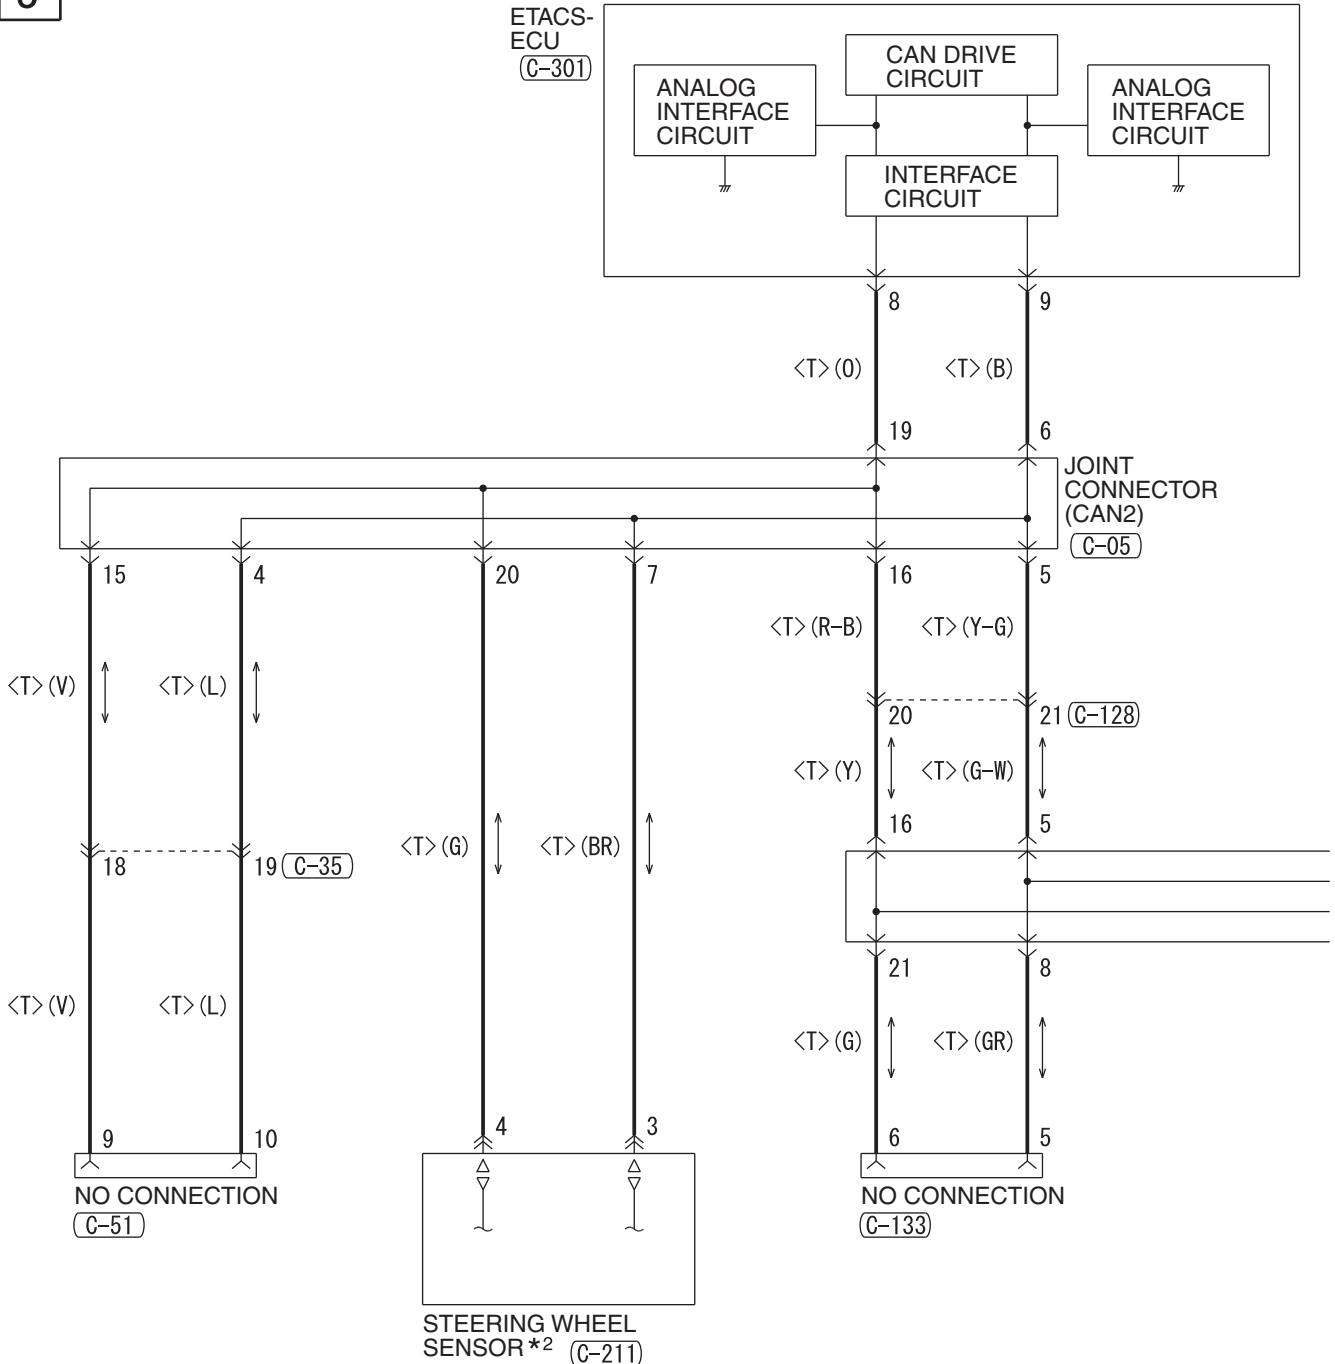 ETACS-
ECU
C-301
CAN DRIVE
CIRCUIT
ANALOG
INTERFACE
CIRCUIT
ANALOG
INTERFACE
CIRCUIT
INTERFACE
CIRCUIT
8 9
<T>(O) <T>(B)
19 6
JOINT
CONNECTOR
(CAN2)
C-05
15 4 20 7 16 5
<T>(R-B) <T>(Y-G)
<T>(V) <T>(L)
20 21 C-128
<T>(Y) <T>(G-W)
16 5
<T>(G) <T>(BR)
18 19 C-35
21 8
<T>(V) <T>(L)
<T>(G) <T>(GR)
4 3
9 10 6 5
NO CONNECTION
C-51
NO CONNECTION
C-133
STEERING WHEEL
SENSOR*2 C-211